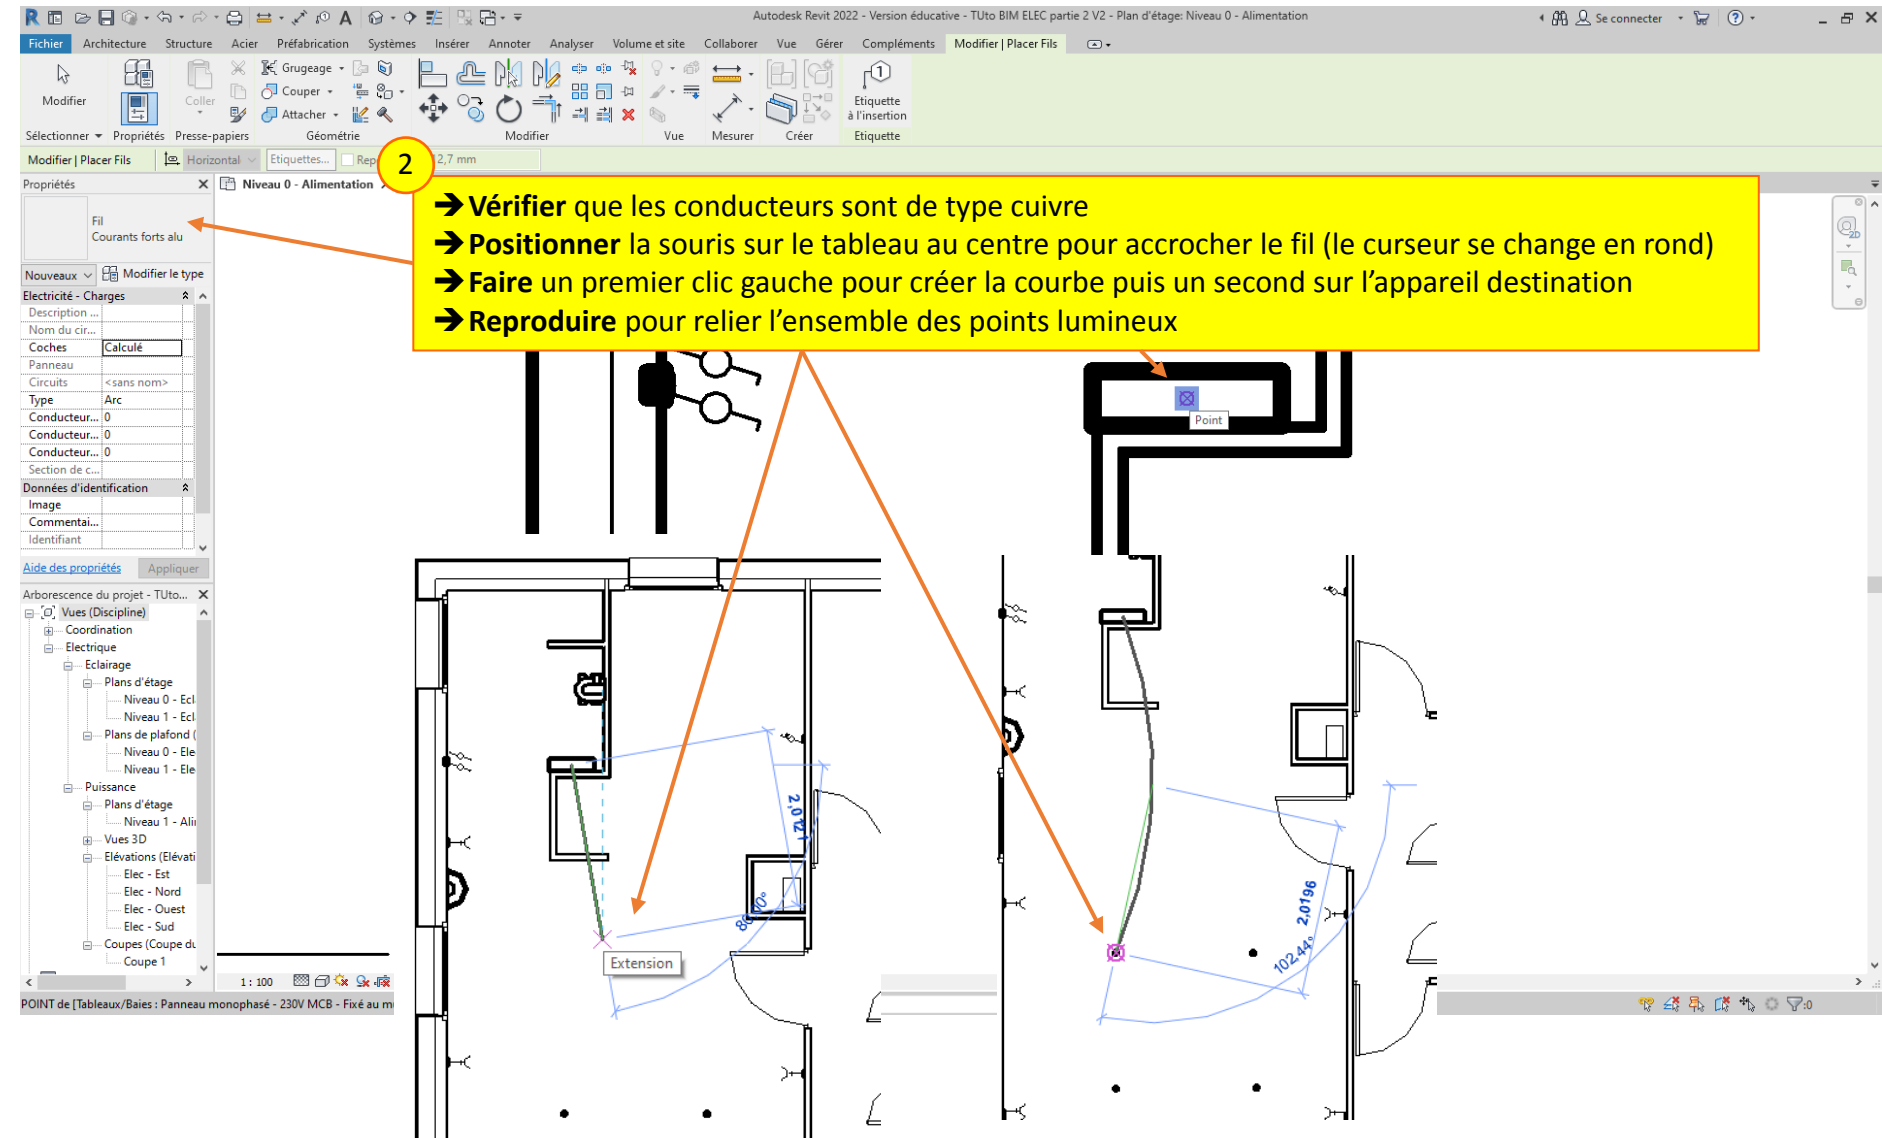 Autodesk Revit 2022 - Version éducative - TUto BIM ELEC partie 2 V2 - Plan d'étage: Niveau 0 - Alimentation
Se connecter
Fichier Architecture Structure Acier Préfabrication Systèmes Insérer Annoter Analyser Volume et site Collaborer Vue Gérer Compléments Modifier | Placer Fils
Modifier
Coller
Grugeage
Couper
Attacher
Etiquette
à l'insertion
Sélectionner Propriétés Presse-papiers Géométrie Modifier Vue Mesurer Créer Etiquette
Modifier | Placer Fils Horizontal Etiquettes... 2,7 mm
2
Propriétés
Niveau 0 - Alimentation
➔ Vérifier que les conducteurs sont de type cuivre
➔ Positionner la souris sur le tableau au centre pour accrocher le fil (le curseur se change en rond)
➔ Faire un premier clic gauche pour créer la courbe puis un second sur l’appareil destination
➔ Reproduire pour relier l’ensemble des points lumineux
Fil
Courants forts alu
Nouveaux Modifier le type
Electricité - Charges
Description ...
Nom du cir...
Coches Calculé
Panneau
Circuits <sans nom>
Type Arc
Conducteur... 0
Conducteur... 0
Conducteur... 0
Section de c...
Données d'identification
Image
Commentai...
Identifiant
Aide des propriétés Appliquer
Arborescence du projet - TUto...
Vues (Discipline)
Coordination
Electrique
Eclairage
Plans d'étage
Niveau 0 - Ecl
Niveau 1 - Ecl
Plans de plafond (
Niveau 0 - Ele
Niveau 1 - Ele
Puissance
Plans d'étage
Niveau 1 - Alin
Vues 3D
Elévations (Elévati
Elec - Est
Elec - Nord
Elec - Ouest
Elec - Sud
Coupes (Coupe du
Coupe 1
Point
2,0121
80,00°
Extension
2,0196
102,44°
1 : 100
POINT de [Tableaux/Baies : Panneau monophasé - 230V MCB - Fixé au m
:0
2D